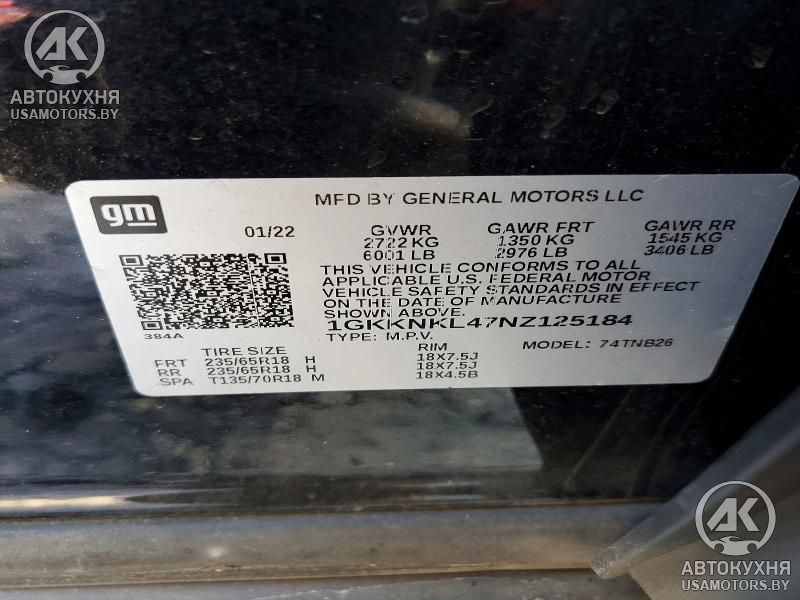 АВТОКУХНЯ
USAMOTORS.BY
gm
MFD BY GENERAL MOTORS LLC
01/22 GVWR GAWR FRT GAWR RR
2722 KG 1350 KG 1545 KG
6001 LB 2976 LB 3406 LB
THIS VEHICLE CONFORMS TO ALL
APPLICABLE U.S. FEDERAL MOTOR
VEHICLE SAFETY STANDARDS IN EFFECT
ON THE DATE OF MANUFACTURE
SHOWN ABOVE.
1GKKNKL47NZ125184
384A
TYPE: M.P.V. MODEL: 74TNB26
TIRE SIZE RIM
FRT 235/65R18 H 18X7.5J
RR 235/65R18 H 18X7.5J
SPA T135/70R18 M 18X4.5B
АК
АВТОКУХНЯ
USAMOTORS.BY